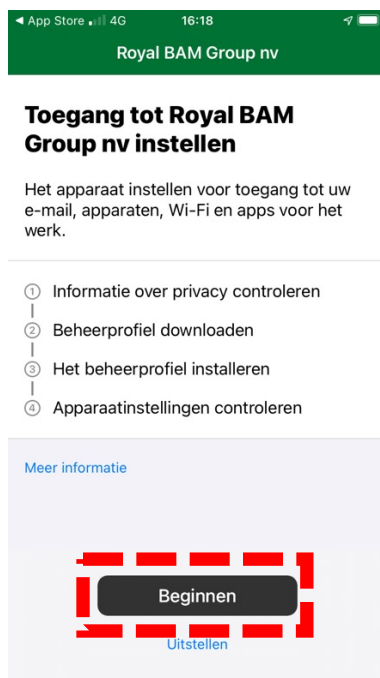 ◀ App Store 4G 16:18
Royal BAM Group nv
Toegang tot Royal BAM
Group nv instellen
Het apparaat instellen voor toegang tot uw
e-mail, apparaten, Wi-Fi en apps voor het
werk.
1 Informatie over privacy controleren
2 Beheerprofiel downloaden
3 Het beheerprofiel installeren
4 Apparaatinstellingen controleren
Meer informatie
Beginnen
Uitstellen